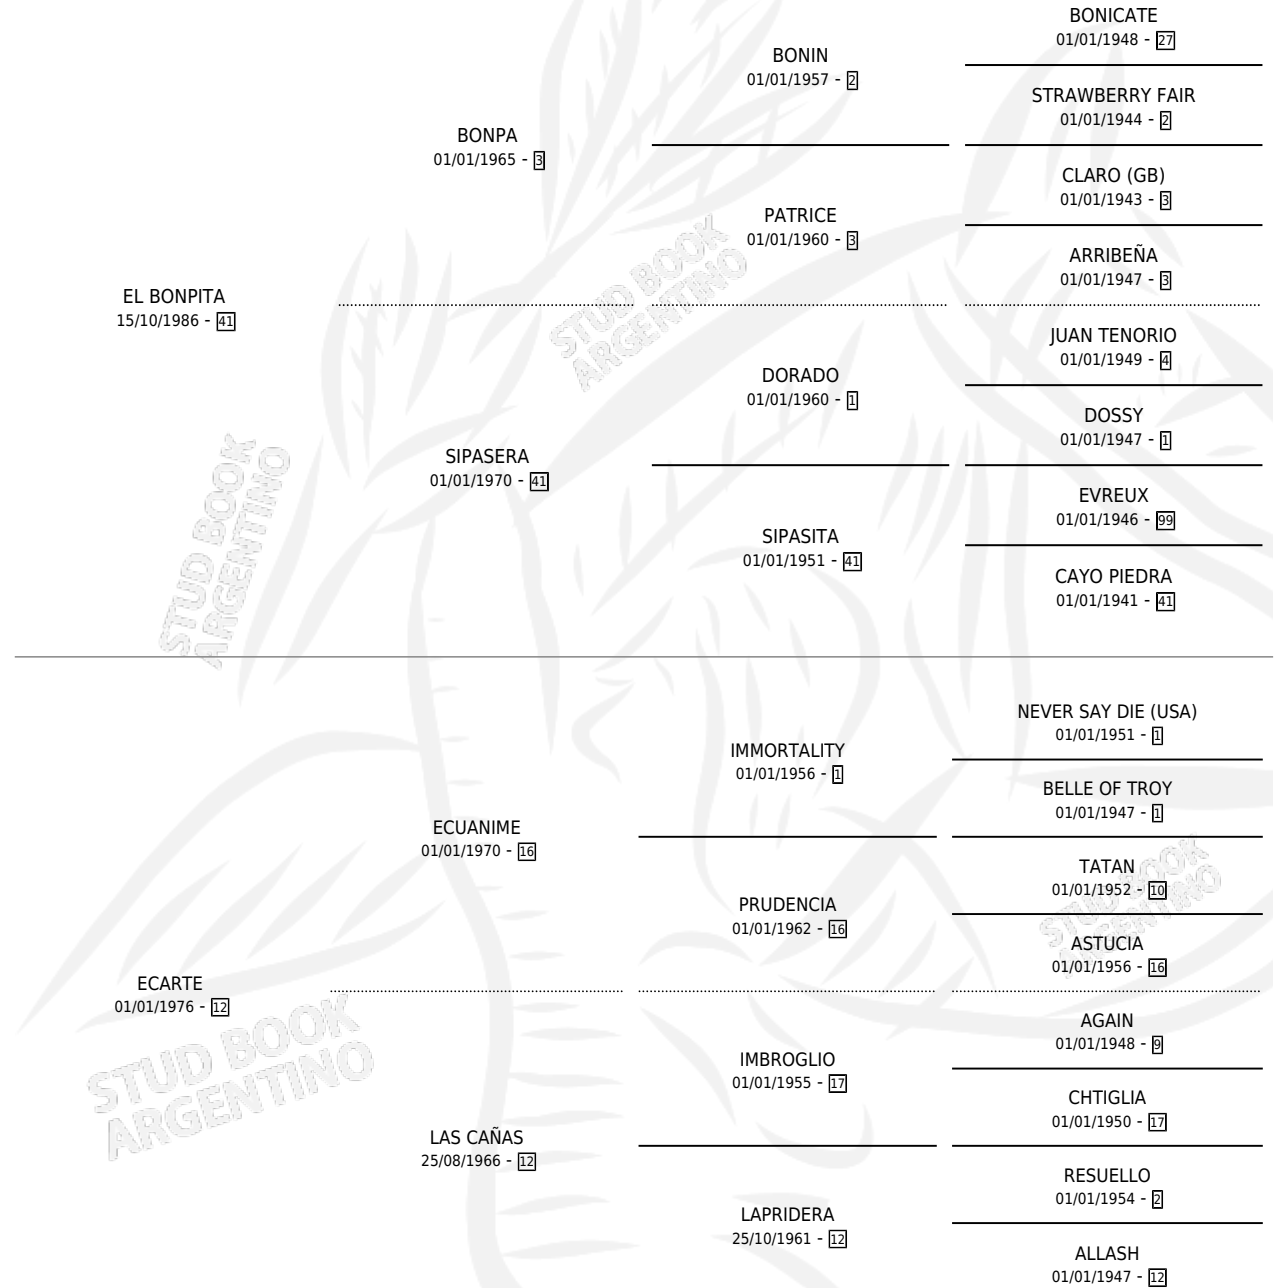 BONICATE
01/01/1948 - 27
BONIN
01/01/1957 - 2
STRAWBERRY FAIR
01/01/1944 - 2
BONPA
01/01/1965 - 3
CLARO (GB)
01/01/1943 - 3
PATRICE
01/01/1960 - 3
ARRIBEÑA
01/01/1947 - 3
EL BONPITA
15/10/1986 - 41
STUD BOOK
ARGENTINO
JUAN TENORIO
01/01/1949 - 4
DORADO
01/01/1960 - 1
DOSSY
01/01/1947 - 1
SIPASERA
01/01/1970 - 41
EVREUX
01/01/1946 - 99
SIPASITA
01/01/1951 - 41
CAYO PIEDRA
01/01/1941 - 41
STUD BOOK
ARGENTINO
NEVER SAY DIE (USA)
01/01/1951 - 1
IMMORTALITY
01/01/1956 - 1
BELLE OF TROY
01/01/1947 - 1
ECUANIME
01/01/1970 - 16
TATAN
01/01/1952 - 10
PRUDENCIA
01/01/1962 - 16
STUD BOOK
ARGENTINO
ASTUCIA
01/01/1956 - 16
ECARTE
01/01/1976 - 12
STUD BOOK
ARGENTINO
AGAIN
01/01/1948 - 9
IMBROGLIO
01/01/1955 - 17
CHTIGLIA
01/01/1950 - 17
LAS CAÑAS
25/08/1966 - 12
RESUELLO
01/01/1954 - 2
LAPRIDERA
25/10/1961 - 12
ALLASH
01/01/1947 - 12